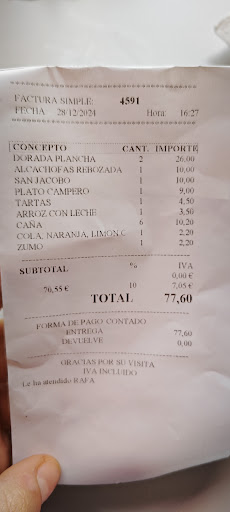 FACTURA SIMPLE: 4591
FECHA 28/12/2024 Hora: 16:27
CONCEPTO CANT. IMPORTE
DORADA PLANCHA 2 26,00
ALCACHOFAS REBOZADA 1 10,00
SAN JACOBO 1 10,00
PLATO CAMPERO 1 9,00
TARTAS 1 4,50
ARROZ CON LECHE 1 3,50
CAÑA 6 10,20
COLA, NARANJA, LIMON,C 1 2,20
ZUMO 1 2,20
SUBTOTAL % IVA
0,00 €
70,55 € 10 7,05 €
TOTAL 77,60
FORMA DE PAGO CONTADO
ENTREGA 77,60
DEVUELVE 0,00
GRACIAS POR SU VISITA
IVA INCLUIDO
Le ha atendido RAFA